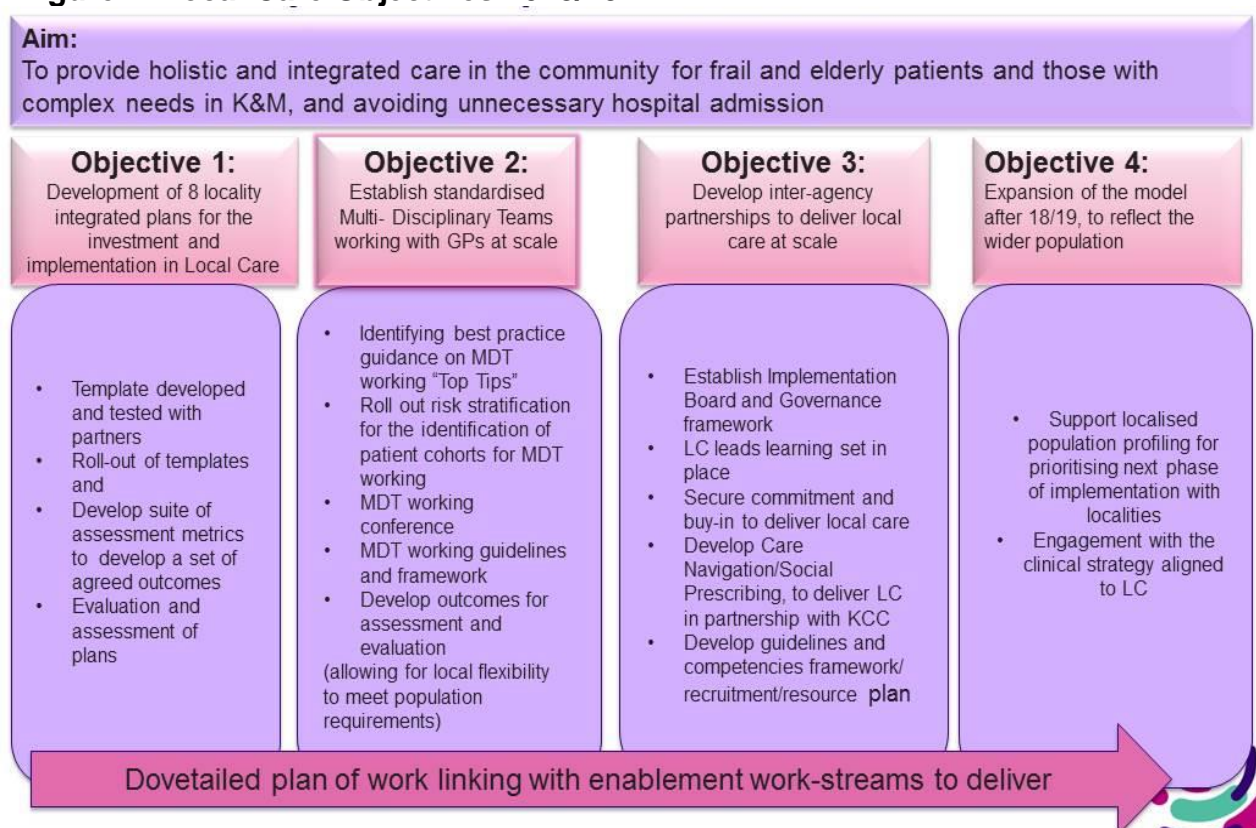 Aim:
To provide holistic and integrated care in the community for frail and elderly patients and those with
complex needs in K&M, and avoiding unnecessary hospital admission
Objective 1:
Development of 8 locality
integrated plans for the
investment and
implementation in Local Care
• Template developed
and tested with
partners
• Roll-out of templates
and
• Develop suite of
assessment metrics
to develop a set of
agreed outcomes
• Evaluation and
assessment of
plans
Objective 2:
Establish standardised
Multi- Disciplinary Teams
working with GPs at scale
• Identifying best practice
guidance on MDT
working “Top Tips”
• Roll out risk stratification
for the identification of
patient cohorts for MDT
working
• MDT working
conference
• MDT working guidelines
and framework
• Develop outcomes for
assessment and
evaluation
(allowing for local flexibility
to meet population
requirements)
Objective 3:
Develop inter-agency
partnerships to deliver local
care at scale
• Establish Implementation
Board and Governance
framework
• LC leads learning set in
place
• Secure commitment and
buy-in to deliver local care
• Develop Care
Navigation/Social
Prescribing, to deliver LC
in partnership with KCC
• Develop guidelines and
competencies framework/
recruitment/resource plan
Objective 4:
Expansion of the model
after 18/19, to reflect the
wider population
• Support localised
population profiling for
prioritising next phase
of implementation with
localities
• Engagement with the
clinical strategy aligned
to LC
Dovetailed plan of work linking with enablement work-streams to deliver